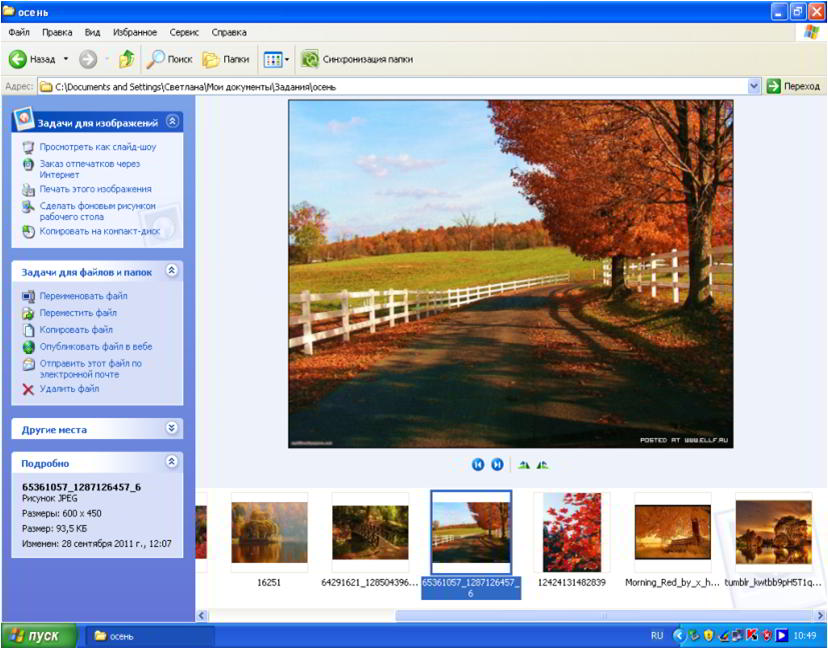 осень
Файл Правка Вид Избранное Сервис Справка
Назад Поиск Папки Синхронизация папки
Адрес: C:\Documents and Settings\Светлана\Мои документы\Задания\осень Переход
Задачи для изображений
Просмотреть как слайд-шоу
Заказ отпечатков через
Интернет
Печать этого изображения
Сделать фоновым рисунком
рабочего стола
Копировать на компакт-диск
Задачи для файлов и папок
Переименовать файл
Переместить файл
Копировать файл
Опубликовать файл в вебе
Отправить этот файл по
электронной почте
Удалить файл
Другие места
Подробно
65361057_1287126457_6
Рисунок JPEG
Размеры: 600 x 450
Размер: 93,5 КБ
Изменен: 28 сентября 2011 г., 12:07
POSTED AT WWW.ELLF.RU
16251
64291621_128504396...
65361057_1287126457_
6
12424131482839
Morning_Red_by_x_h...
tumblr_kwtbb9pH5T1q...
пуск осень RU 10:49